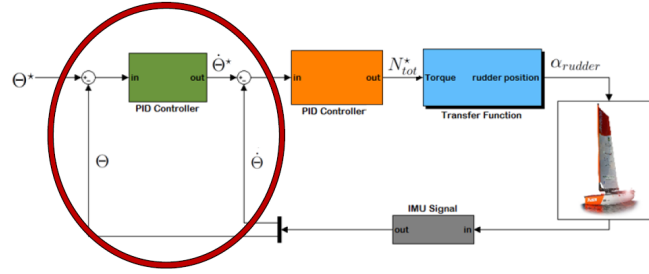 Θ*
in
out
PID Controller
Θ̇*
in
out
PID Controller
N*tot
Torque
rudder position
Transfer Function
αrudder
Θ
Θ̇
IMU Signal
out
in